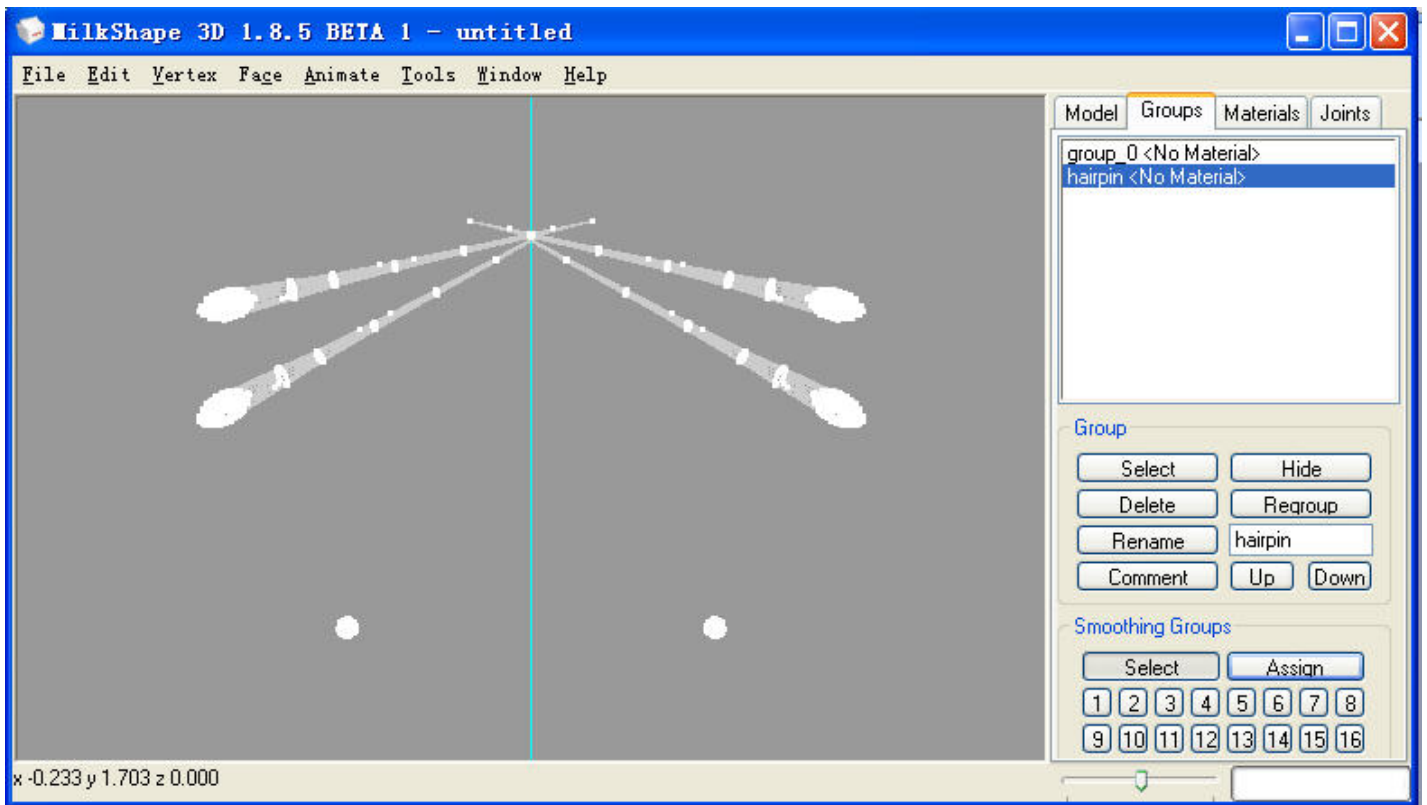 MilkShape 3D 1.8.5 BETA 1 - untitled
File Edit Vertex Face Animate Tools Window Help
Model Groups Materials Joints
group_0 <No Material>
hairpin <No Material>
Group
Select Hide
Delete Regroup
Rename hairpin
Comment Up Down
Smoothing Groups
Select Assign
1 2 3 4 5 6 7 8
9 10 11 12 13 14 15 16
x -0.233 y 1.703 z 0.000